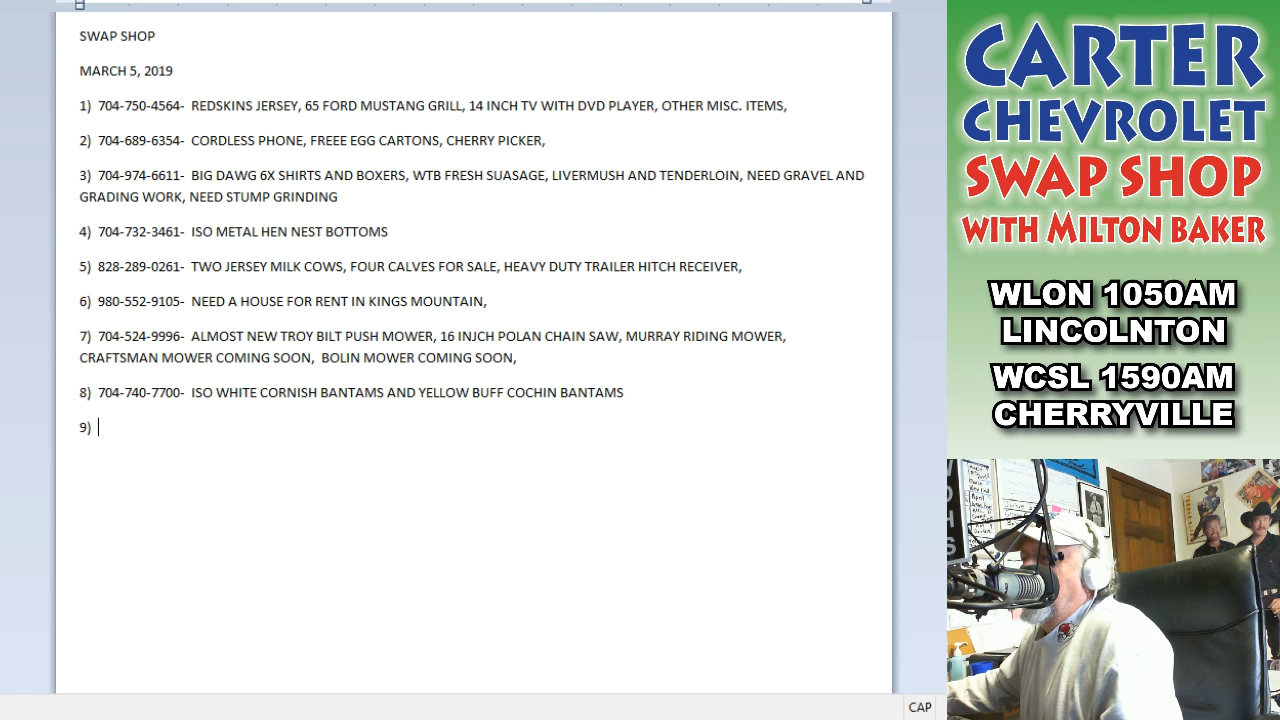 SWAP SHOP
MARCH 5, 2019
1) 704-750-4564- REDSKINS JERSEY, 65 FORD MUSTANG GRILL, 14 INCH TV WITH DVD PLAYER, OTHER MISC. ITEMS,
2) 704-689-6354- CORDLESS PHONE, FREEE EGG CARTONS, CHERRY PICKER,
3) 704-974-6611- BIG DAWG 6X SHIRTS AND BOXERS, WTB FRESH SUASAGE, LIVERMUSH AND TENDERLOIN, NEED GRAVEL AND
GRADING WORK, NEED STUMP GRINDING
4) 704-732-3461- ISO METAL HEN NEST BOTTOMS
5) 828-289-0261- TWO JERSEY MILK COWS, FOUR CALVES FOR SALE, HEAVY DUTY TRAILER HITCH RECEIVER,
6) 980-552-9105- NEED A HOUSE FOR RENT IN KINGS MOUNTAIN,
7) 704-524-9996- ALMOST NEW TROY BILT PUSH MOWER, 16 INJCH POLAN CHAIN SAW, MURRAY RIDING MOWER,
CRAFTSMAN MOWER COMING SOON, BOLIN MOWER COMING SOON,
8) 704-740-7700- ISO WHITE CORNISH BANTAMS AND YELLOW BUFF COCHIN BANTAMS
9)
CAP
CARTER
CHEVROLET
SWAP SHOP
WITH MILTON BAKER
WLON 1050AM
LINCOLNTON
WCSL 1590AM
CHERRYVILLE